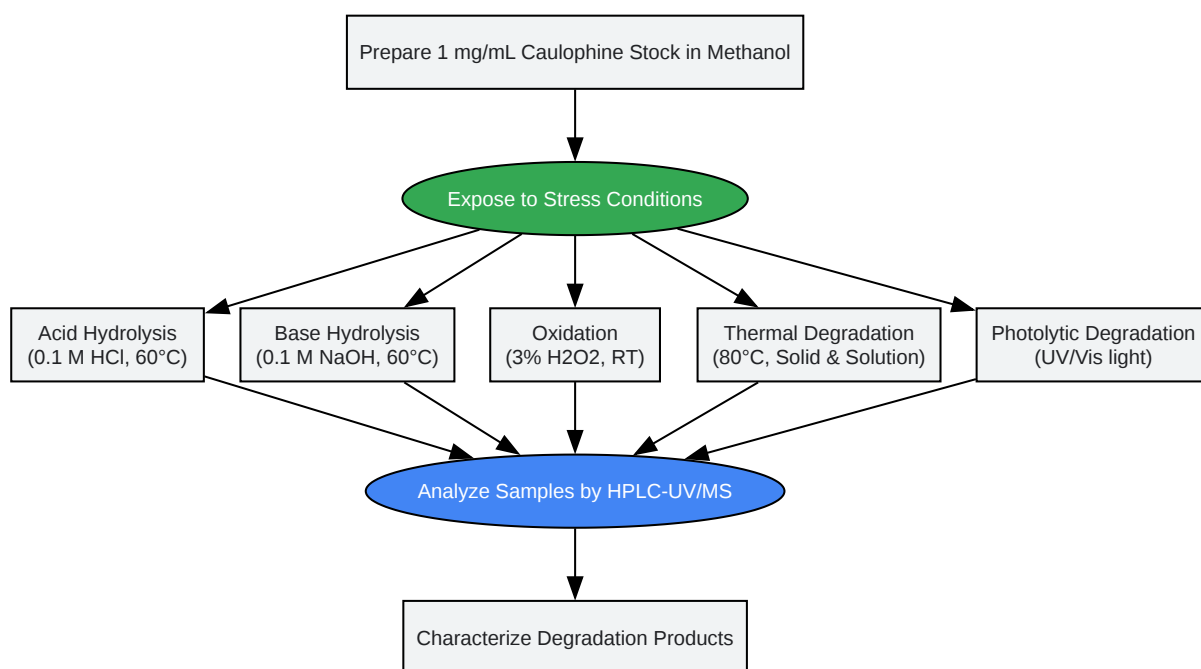 Prepare 1 mg/mL Caulophine Stock in Methanol
Expose to Stress Conditions
Acid Hydrolysis
(0.1 M HCl, 60°C)
Base Hydrolysis
(0.1 M NaOH, 60°C)
Oxidation
(3% H2O2, RT)
Thermal Degradation
(80°C, Solid & Solution)
Photolytic Degradation
(UV/Vis light)
Analyze Samples by HPLC-UV/MS
Characterize Degradation Products